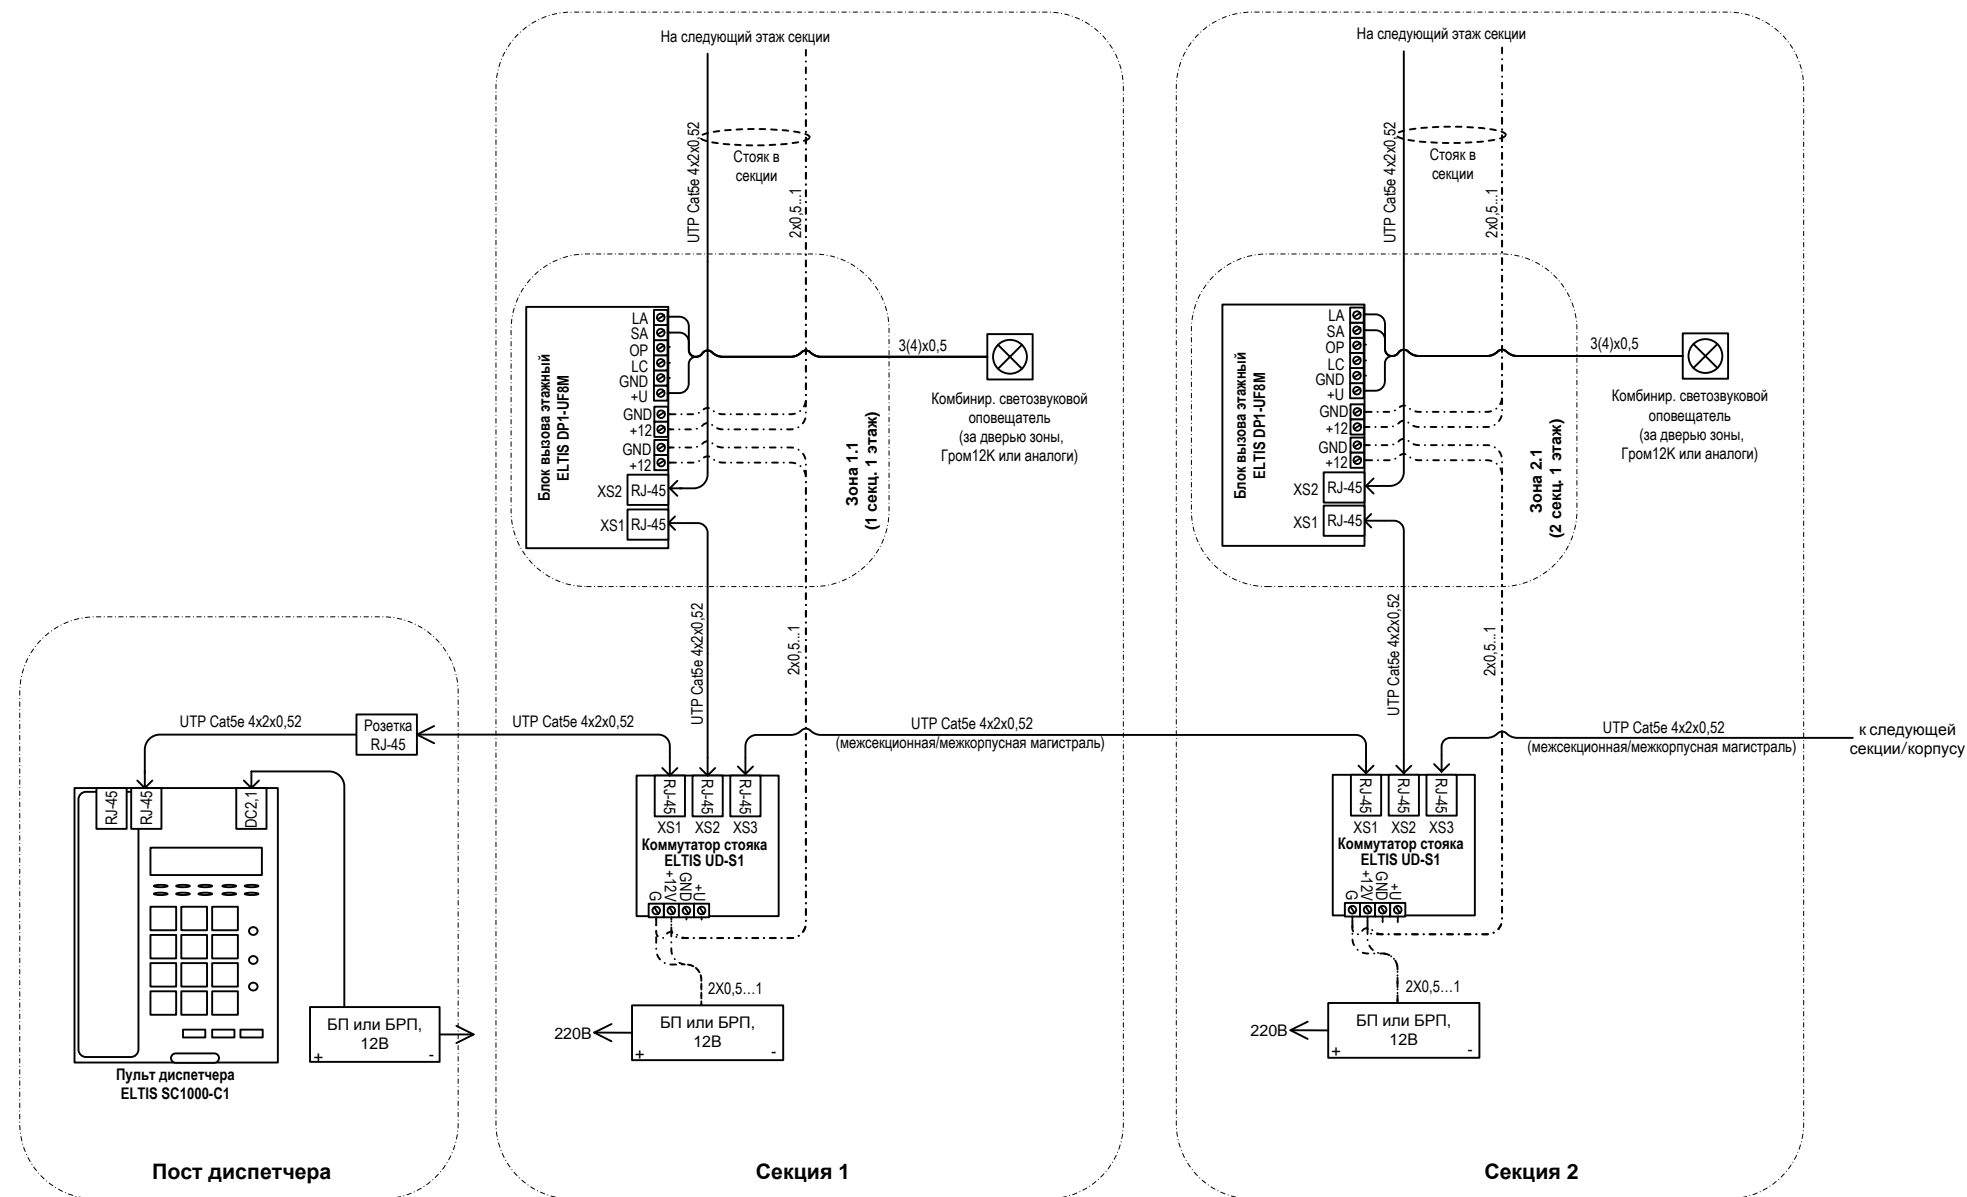 На следующий этаж секции
UTP Cat5e 4x2x0,52
Стояк в
секции
2x0,5...1
Блок вызова этажный
ELTIS DP1-UF8M
LA
SA
OP
LC
GND
+U
GND
+12
GND
+12
XS2
RJ-45
XS1
RJ-45
3(4)x0,5
Комбинир. светозвуковой
оповещатель
(за дверью зоны,
Гром12К или аналоги)
Зона 1.1
(1 секц. 1 этаж)
UTP Cat5e 4x2x0,52
2x0,5...1
На следующий этаж секции
UTP Cat5e 4x2x0,52
Стояк в
секции
2x0,5...1
Блок вызова этажный
ELTIS DP1-UF8M
LA
SA
OP
LC
GND
+U
GND
+12
GND
+12
XS2
RJ-45
XS1
RJ-45
3(4)x0,5
Комбинир. светозвуковой
оповещатель
(за дверью зоны,
Гром12К или аналоги)
Зона 2.1
(2 секц. 1 этаж)
UTP Cat5e 4x2x0,52
2x0,5...1
UTP Cat5e 4x2x0,52
Розетка
RJ-45
UTP Cat5e 4x2x0,52
UTP Cat5e 4x2x0,52
(межсекционная/межкорпусная магистраль)
UTP Cat5e 4x2x0,52
(межсекционная/межкорпусная магистраль)
к следующей
секции/корпусу
RJ-45
RJ-45
DC2,1
БП или БРП,
12В
+ -
Пульт диспетчера
ELTIS SC1000-C1
Пост диспетчера
RJ-45
RJ-45
RJ-45
XS1 XS2 XS3
Коммутатор стояка
ELTIS UD-S1
G
+12V
GND
+U
2X0,5...1
220В
БП или БРП,
12В
+ -
Секция 1
RJ-45
RJ-45
RJ-45
XS1 XS2 XS3
Коммутатор стояка
ELTIS UD-S1
G
+12V
GND
+U
2X0,5...1
220В
БП или БРП,
12В
+ -
Секция 2